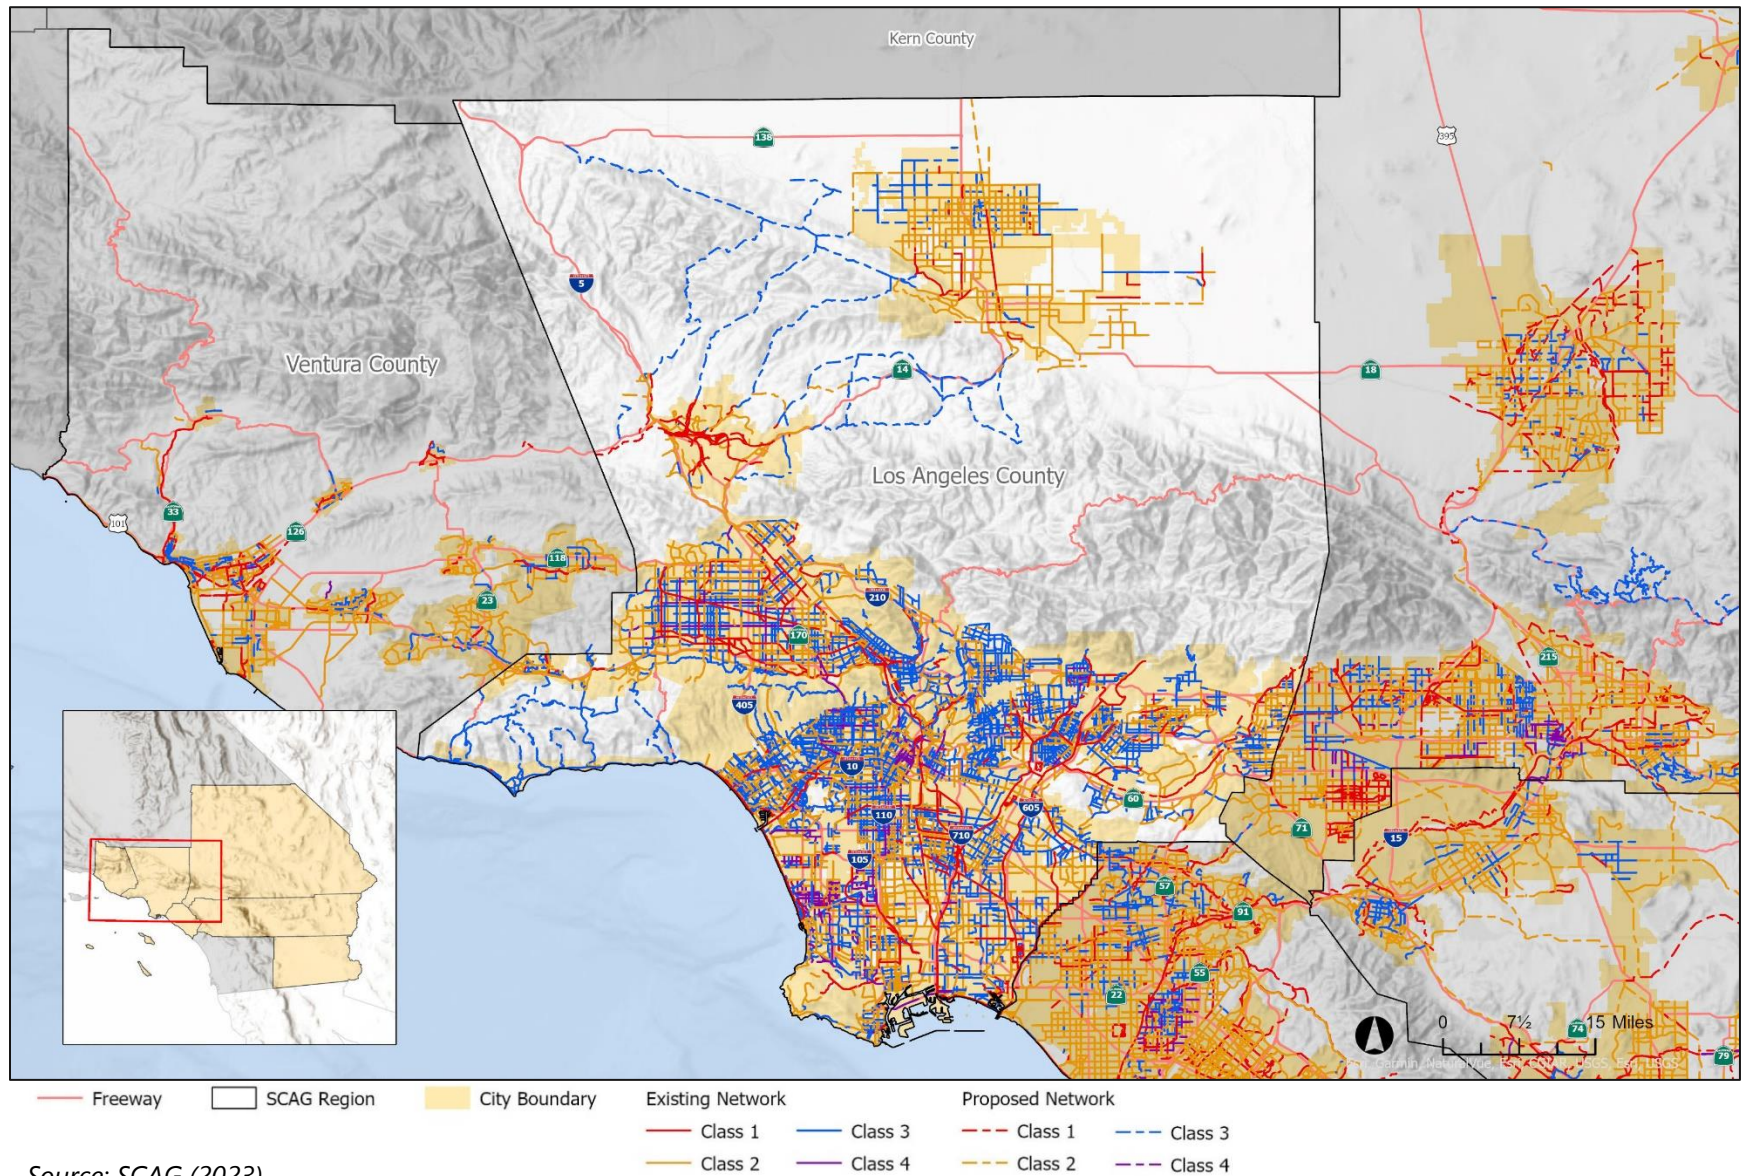 Kern County
138
395
5
Ventura County
14
18
Los Angeles County
33
101
126
118
23
210
170
215
405
10
60
605
110
71
710
15
105
57
91
55
22
0
7½
15 Miles
74
79
Freeway
SCAG Region
City Boundary
Existing Network
Proposed Network
Class 1
Class 3
Class 1
Class 3
Class 2
Class 4
Class 2
Class 4
Source: SCAG (2023)